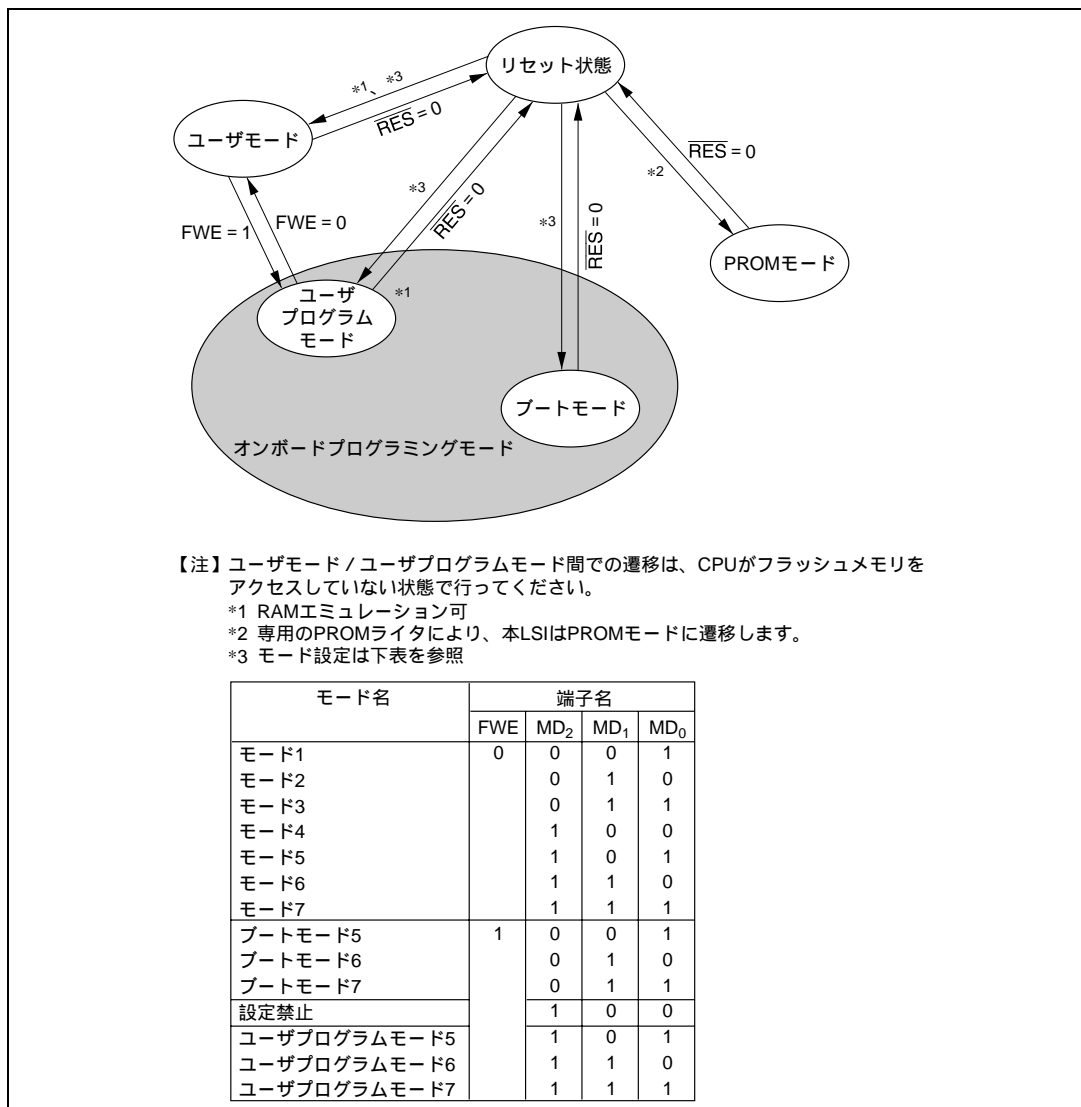 リセット状態
*1、*3
RES = 0
ユーザモード
RES = 0
*2
*3
RES = 0
*3
RES = 0
FWE = 1
FWE = 0
PROMモード
ユーザ
プログラム
モード
*1
ブートモード
オンボードプログラミングモード
【注】ユーザモード / ユーザプログラムモード間での遷移は、CPUがフラッシュメモリを
アクセスしていない状態で行ってください。
*1 RAMエミュレーション可
*2 専用のPROMライタにより、本LSIはPROMモードに遷移します。
*3 モード設定は下表を参照
モード名 端子名
FWE MD2 MD1 MD0
モード1 0 0 0 1
モード2 0 1 0
モード3 0 1 1
モード4 1 0 0
モード5 1 0 1
モード6 1 1 0
モード7 1 1 1
ブートモード5 1 0 0 1
ブートモード6 0 1 0
ブートモード7 0 1 1
設定禁止 1 0 0
ユーザプログラムモード5 1 0 1
ユーザプログラムモード6 1 1 0
ユーザプログラムモード7 1 1 1